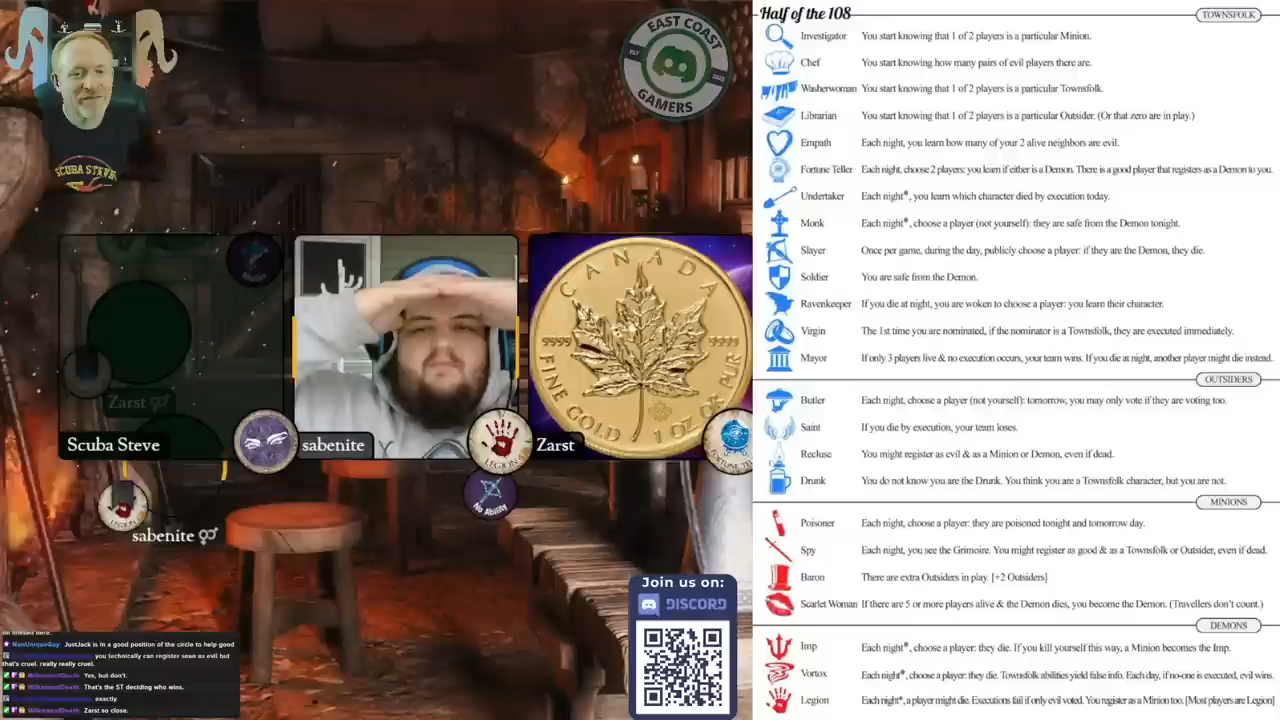 EAST COAST
EST
2022
GAMERS
SCUBA STEVE
Zarst
Scuba Steve
sabenite
LEGION
No Ability
CANADA
9999
9999
FINE GOLD 1 OZ OR PUR
Zarst
sabenite
Join us on:
DISCORD
JustJack is in a good position of the circle to help good
you technically can register sean as evil but
that's cruel. really really cruel.
Yes, but don't.
That's the ST deciding who wins.
exactly
Zarst so close.
Half of the 108
TOWNSFOLK
Investigator You start knowing that 1 of 2 players is a particular Minion.
Chef You start knowing how many pairs of evil players there are.
Washerwoman You start knowing that 1 of 2 players is a particular Townsfolk.
Librarian You start knowing that 1 of 2 players is a particular Outsider. (Or that zero are in play.)
Empath Each night, you learn how many of your 2 alive neighbors are evil.
Fortune Teller Each night, choose 2 players: you learn if either is a Demon. There is a good player that registers as a Demon to you.
Undertaker Each night*, you learn which character died by execution today.
Monk Each night*, choose a player (not yourself): they are safe from the Demon tonight.
Slayer Once per game, during the day, publicly choose a player: if they are the Demon, they die.
Soldier You are safe from the Demon.
Ravenkeeper If you die at night, you are woken to choose a player: you learn their character.
Virgin The 1st time you are nominated, if the nominator is a Townsfolk, they are executed immediately.
Mayor If only 3 players live & no execution occurs, your team wins. If you die at night, another player might die instead.
OUTSIDERS
Butler Each night, choose a player (not yourself): tomorrow, you may only vote if they are voting too.
Saint If you die by execution, your team loses.
Recluse You might register as evil & as a Minion or Demon, even if dead.
Drunk You do not know you are the Drunk. You think you are a Townsfolk character, but you are not.
MINIONS
Poisoner Each night, choose a player: they are poisoned tonight and tomorrow day.
Spy Each night, you see the Grimoire. You might register as good & as a Townsfolk or Outsider, even if dead.
Baron There are extra Outsiders in play. [+2 Outsiders]
Scarlet Woman If there are 5 or more players alive & the Demon dies, you become the Demon. (Travellers don't count.)
DEMONS
Imp Each night*, choose a player: they die. If you kill yourself this way, a Minion becomes the Imp.
Vortox Each night*, choose a player: they die. Townsfolk abilities yield false info. Each day, if no-one is executed, evil wins.
Legion Each night*, a player might die. Executions fail if only evil voted. You register as a Minion too. [Most players are Legion]